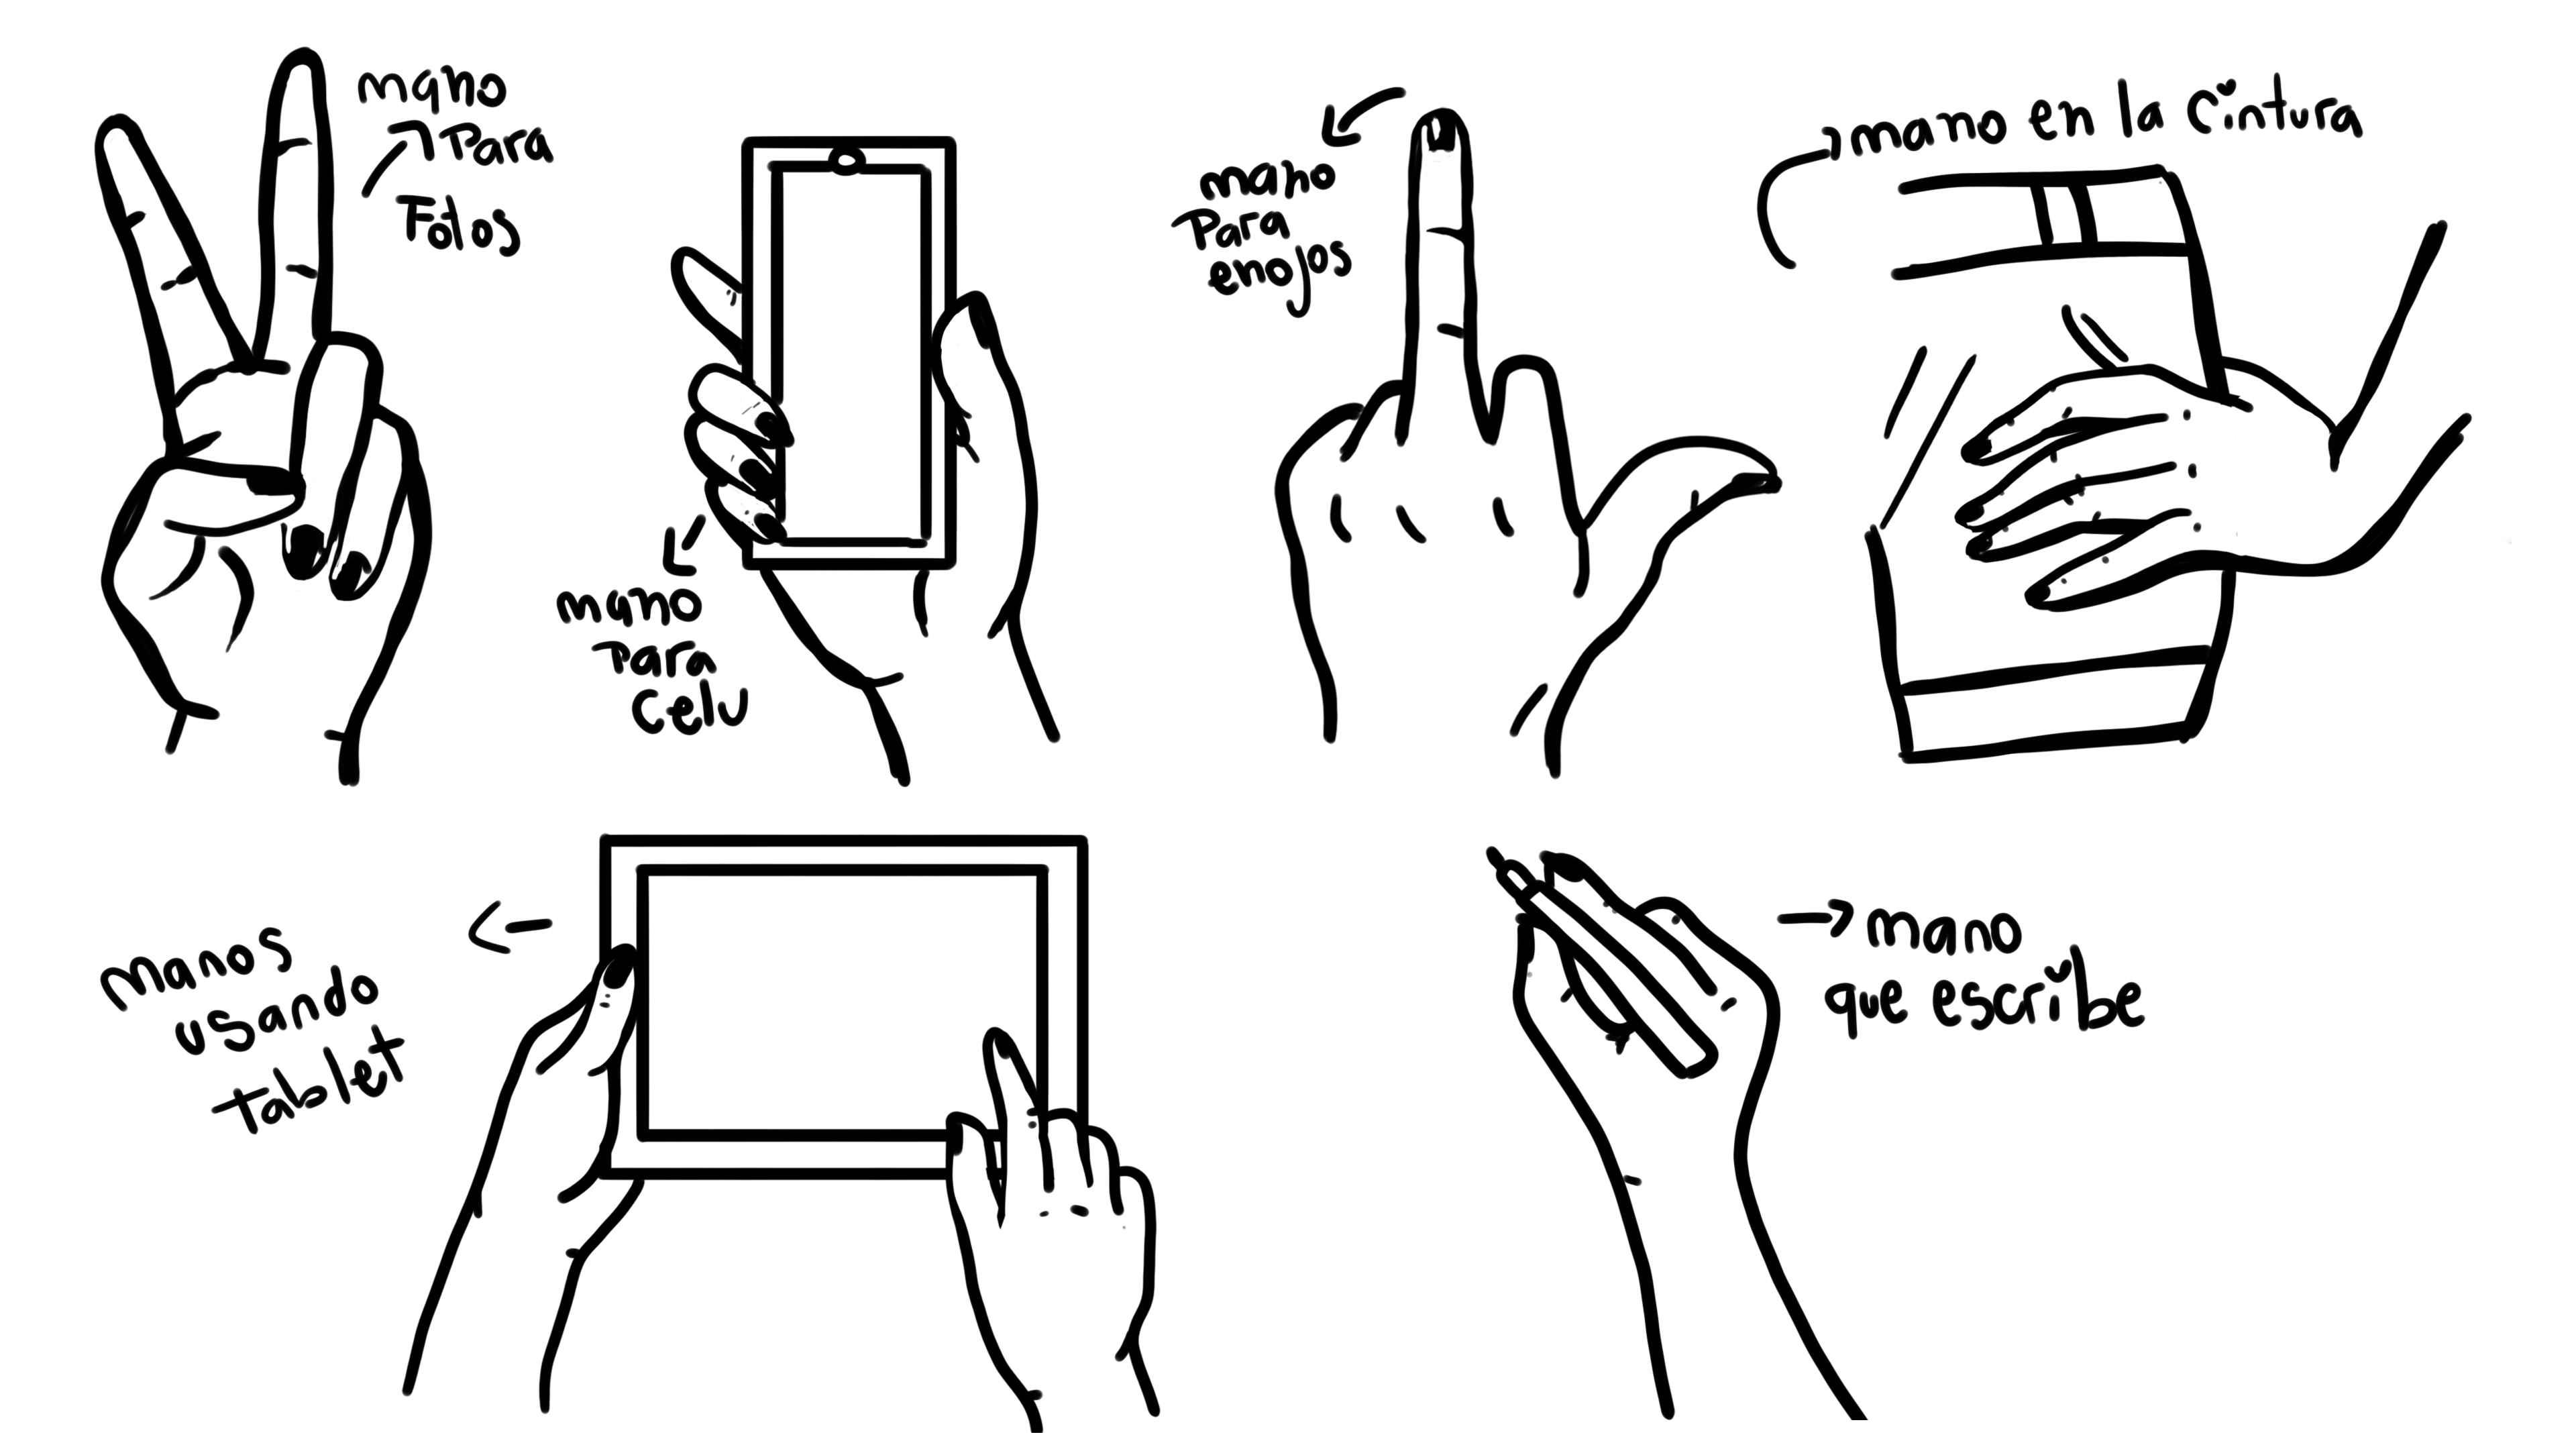 mano
Para
Fotos
mano
Para
celu
mano
Para
enojos
mano en la cintura
manos
usando
tablet
mano
que escribe